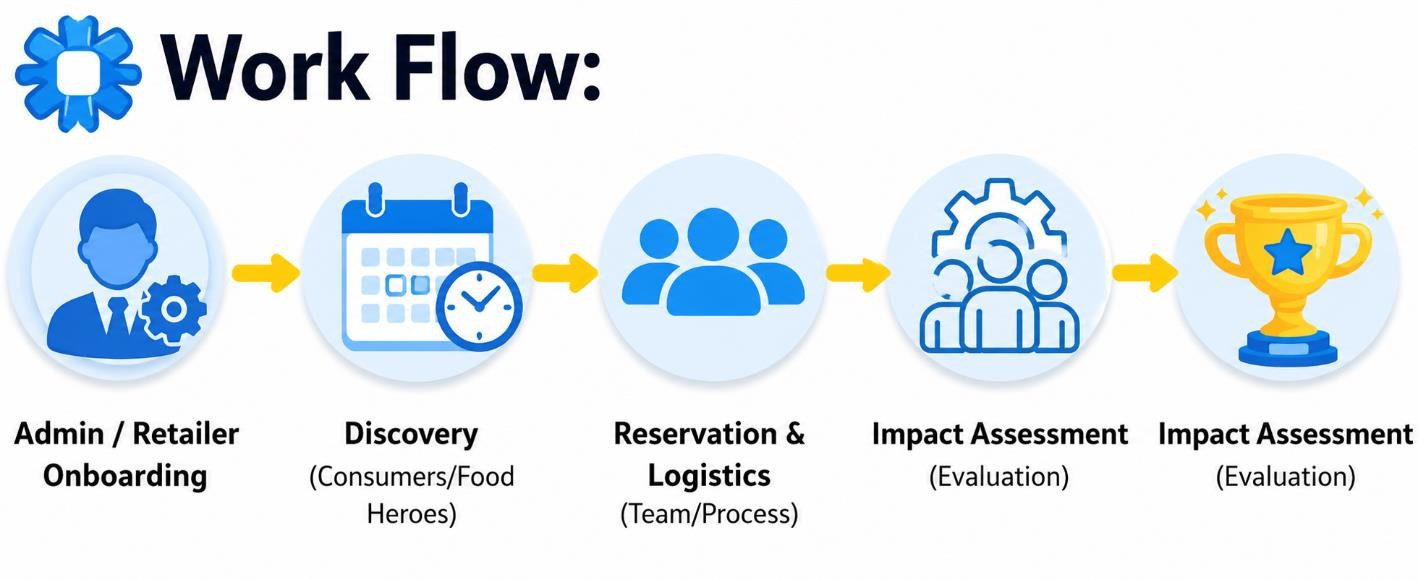 Work Flow:
Admin / Retailer
Onboarding
Discovery
(Consumers/Food
Heroes)
Reservation &
Logistics
(Team/Process)
Impact Assessment
(Evaluation)
Impact Assessment
(Evaluation)